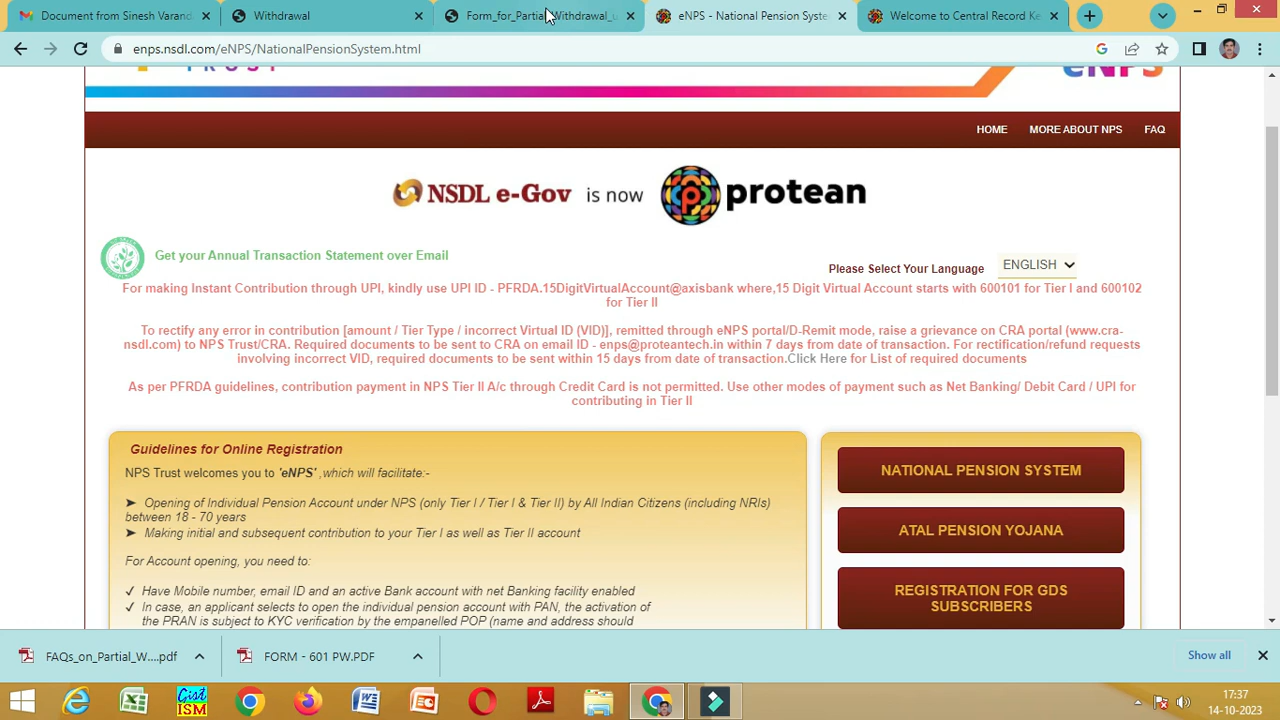 Document from Sinesh Varand
Withdrawal
Form_for_Partial_Withdrawal_u
eNPS - National Pension Syste
Welcome to Central Record Ke
enps.nsdl.com/eNPS/NationalPensionSystem.html
TRUST
eNPS
HOME MORE ABOUT NPS FAQ
NSDL e-Gov is now protean
Get your Annual Transaction Statement over Email
Please Select Your Language ENGLISH
For making Instant Contribution through UPI, kindly use UPI ID - PFRDA.15DigitVirtualAccount@axisbank where,15 Digit Virtual Account starts with 600101 for Tier I and 600102
for Tier II
To rectify any error in contribution [amount / Tier Type / incorrect Virtual ID (VID)], remitted through eNPS portal/D-Remit mode, raise a grievance on CRA portal (www.cra-
nsdl.com) to NPS Trust/CRA. Required documents to be sent to CRA on email ID - enps@proteantech.in within 7 days from date of transaction. For rectification/refund requests
involving incorrect VID, required documents to be sent within 15 days from date of transaction.Click Here for List of required documents
As per PFRDA guidelines, contribution payment in NPS Tier II A/c through Credit Card is not permitted. Use other modes of payment such as Net Banking/ Debit Card / UPI for
contributing in Tier II
Guidelines for Online Registration
NPS Trust welcomes you to 'eNPS' ,which will facilitate:-
➤ Opening of Individual Pension Account under NPS (only Tier I / Tier I & Tier II) by All Indian Citizens (including NRIs)
between 18 - 70 years
➤ Making initial and subsequent contribution to your Tier I as well as Tier II account
For Account opening, you need to:
✓ Have Mobile number, email ID and an active Bank account with net Banking facility enabled
✓ In case, an applicant selects to open the individual pension account with PAN, the activation of
the PRAN is subject to KYC verification by the empanelled POP (name and address should
NATIONAL PENSION SYSTEM
ATAL PENSION YOJANA
REGISTRATION FOR GDS
SUBSCRIBERS
FAQs_on_Partial_W....pdf
FORM - 601 PW.PDF
Show all
Gist
ISM
17:37
14-10-2023